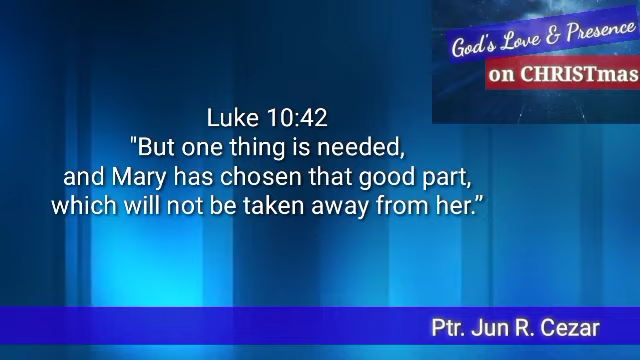 God's Love & Presence
on CHRISTmas
Luke 10:42
"But one thing is needed,
and Mary has chosen that good part,
which will not be taken away from her.”
Ptr. Jun R. Cezar